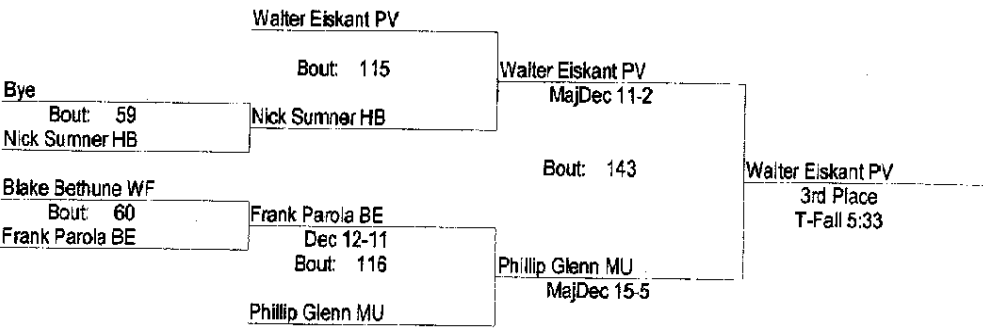 Walter Eiskant PV
Bout: 115
Walter Eiskant PV
MajDec 11-2
Bye
Bout: 59
Nick Sumner HB
Nick Sumner HB
Bout: 143
Walter Eiskant PV
3rd Place
T-Fall 5:33
Blake Bethune WF
Bout: 60
Frank Parola BE
Frank Parola BE
Dec 12-11
Bout: 116
Phillip Glenn MU
MajDec 15-5
Phillip Glenn MU